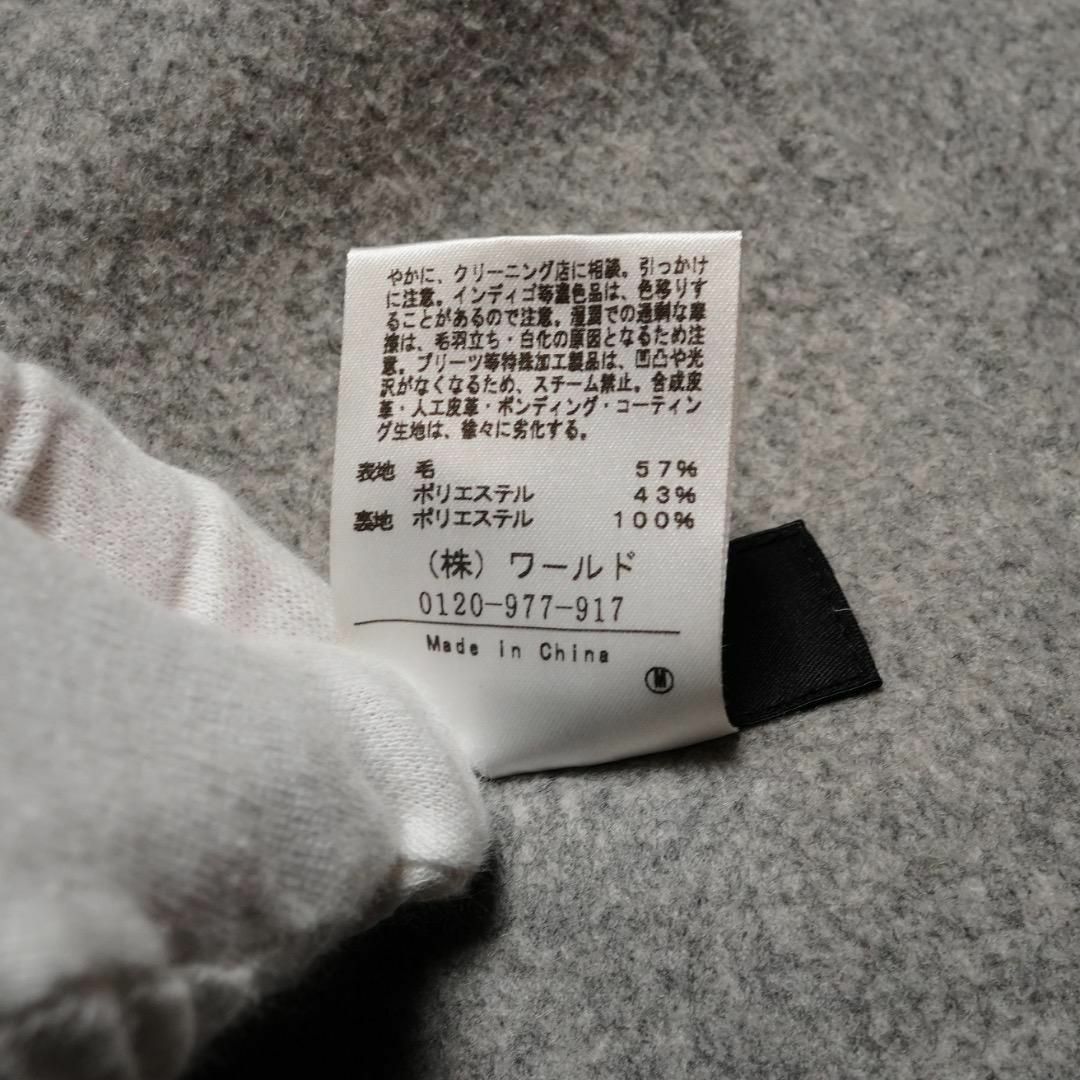 やかに、クリーニング店に相談。引っかけ
に注意。インディゴ等濃色品は、色移りす
ることがあるので注意。湿潤での過剰な摩
擦は、毛羽立ち・白化の原因となるため注
意。プリーツ等特殊加工製品は、凹凸や光
沢がなくなるため、スチーム禁止。合成皮
革・人工皮革・ボンディング・コーティン
グ生地は、徐々に劣化する。
表地 毛 57%
ポリエステル 43%
裏地 ポリエステル 100%
(株) ワールド
0120-977-917
Made in China
Ⓜ